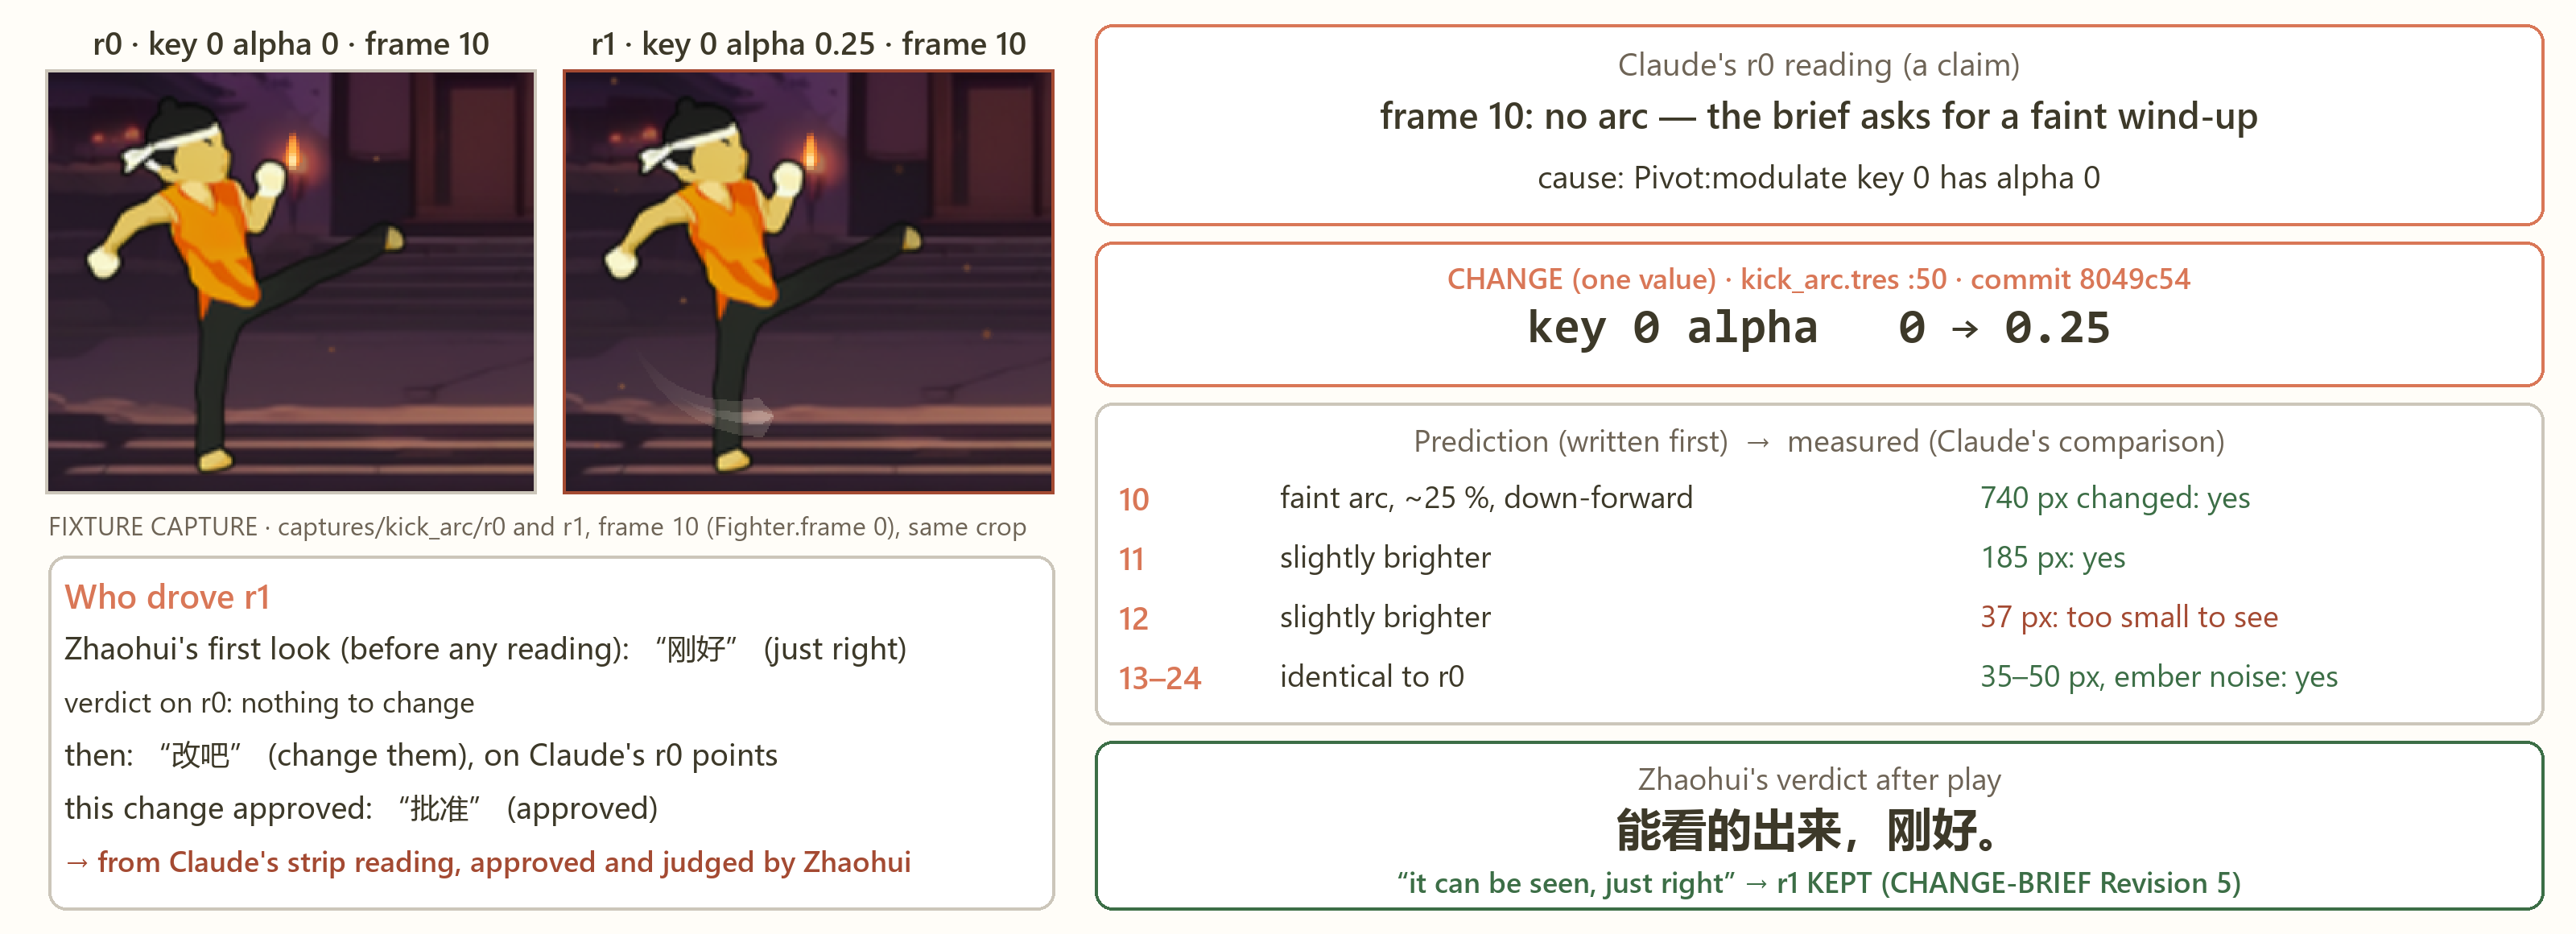 r0 · key 0 alpha 0 · frame 10
r1 · key 0 alpha 0.25 · frame 10
FIXTURE CAPTURE · captures/kick_arc/r0 and r1, frame 10 (Fighter.frame 0), same crop
Who drove r1
Zhaohui's first look (before any reading): “刚好” (just right)
verdict on r0: nothing to change
then: “改吧” (change them), on Claude's r0 points
this change approved: “批准” (approved)
→ from Claude's strip reading, approved and judged by Zhaohui
Claude's r0 reading (a claim)
frame 10: no arc — the brief asks for a faint wind-up
cause: Pivot:modulate key 0 has alpha 0
CHANGE (one value) · kick_arc.tres :50 · commit 8049c54
key 0 alpha 0 → 0.25
Prediction (written first) → measured (Claude's comparison)
10 faint arc, ~25 %, down-forward 740 px changed: yes
11 slightly brighter 185 px: yes
12 slightly brighter 37 px: too small to see
13–24 identical to r0 35–50 px, ember noise: yes
Zhaohui's verdict after play
能看的出来，刚好。
“it can be seen, just right” → r1 KEPT (CHANGE-BRIEF Revision 5)